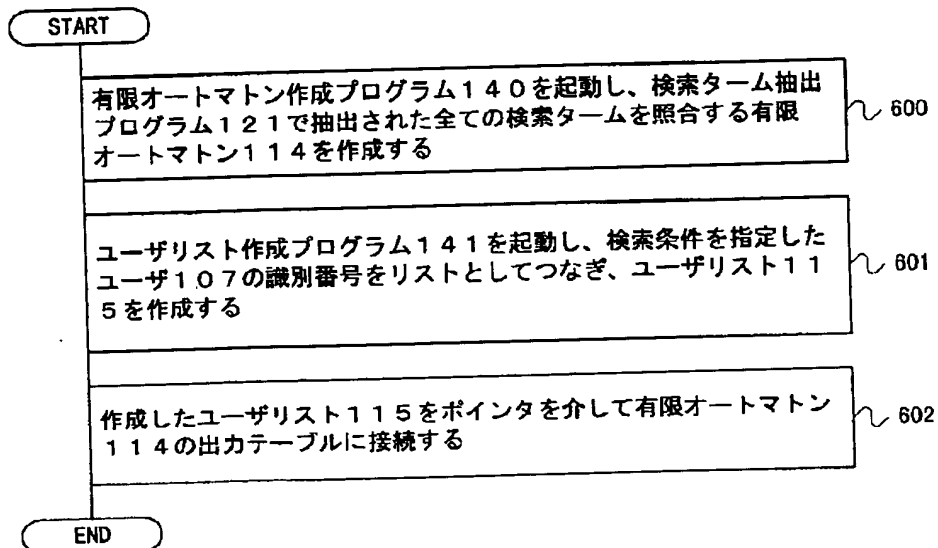 START
有限オートマトン作成プログラム１４０を起動し、検索ターム抽出
プログラム１２１で抽出された全ての検索タームを照合する有限
オートマトン１１４を作成する
600
ユーザリスト作成プログラム１４１を起動し、検索条件を指定した
ユーザ１０７の識別番号をリストとしてつなぎ、ユーザリスト１１
５を作成する
601
作成したユーザリスト１１５をポインタを介して有限オートマトン
１１４の出力テーブルに接続する
602
END